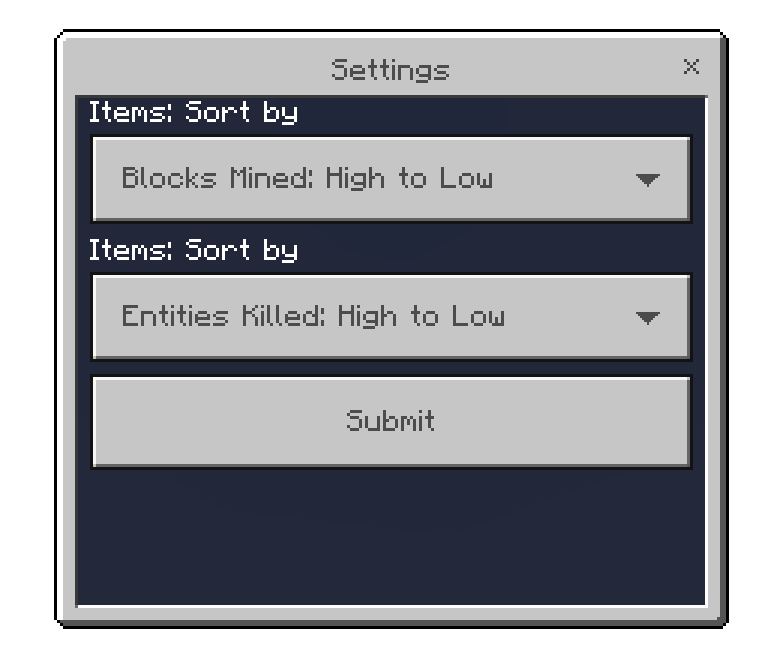 Settings
Items: Sort by
Blocks Mined: High to Low
Items: Sort by
Entities Killed: High to Low
Submit